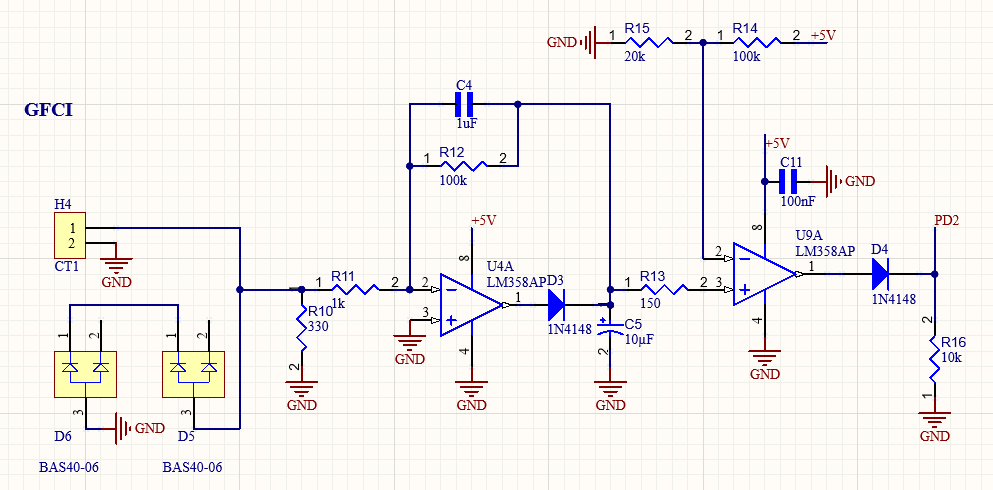 GFCI
H4
1
2
CT1
GND
1
2
3
D6
BAS40-06
GND
1
2
3
D5
BAS40-06
1
R10
330
2
GND
1
R11
2
1k
C4
1uF
1
R12
2
100k
+5V
8
U4A
LM358AP
2
3
1
4
GND
GND
D3
1N4148
1
C5
10µF
2
GND
1
R13
2
150
GND
1
R15
2
20k
1
R14
2
+5V
100k
+5V
C11
100nF
GND
8
U9A
LM358AP
2
3
1
4
GND
D4
1N4148
PD2
2
R16
10k
1
GND